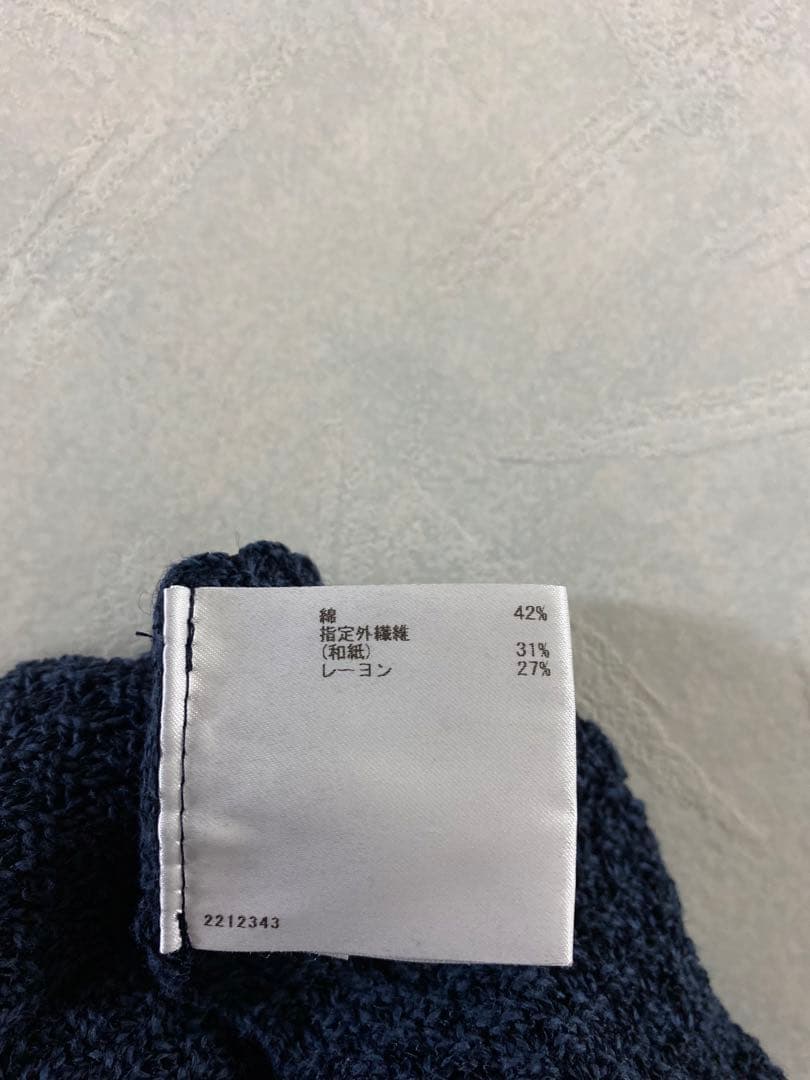 綿 42%
指定外繊維
(和紙) 31%
レーヨン 27%
2212343